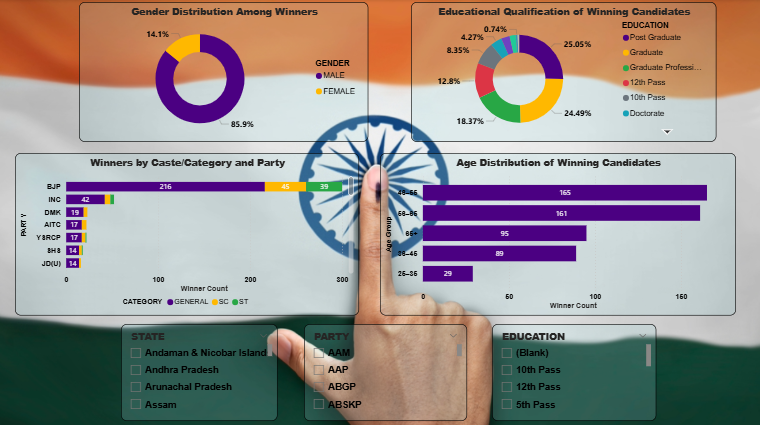 Gender Distribution Among Winners
14.1%
85.9%
GENDER
MALE
FEMALE
Educational Qualification of Winning Candidates
0.74%
4.27%
8.35%
12.8%
18.37%
25.05%
24.49%
EDUCATION
Post Graduate
Graduate
Graduate Professi...
12th Pass
10th Pass
Doctorate
Winners by Caste/Category and Party
PARTY
BJP 216 45 39
INC 42
DMK 19
AITC 17
YSRCP 17
SHS 14
JD(U) 14
0 100 200 300
Winner Count
CATEGORY GENERAL SC ST
Age Distribution of Winning Candidates
Age Group
165
56-65 161
95
36-45 89
25-35 29
0 50 100 150
Winner Count
STATE
Andaman & Nicobar Island
Andhra Pradesh
Arunachal Pradesh
Assam
PARTY
AAM
AAP
ABGP
ABSKP
EDUCATION
(Blank)
10th Pass
12th Pass
5th Pass